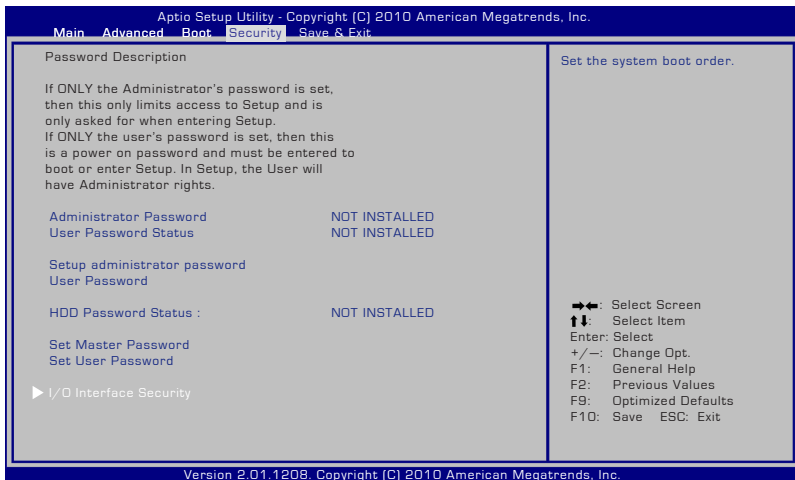 Aptio Setup Utility - Copyright (C) 2010 American Megatrends, Inc.
Main Advanced Boot Security Save & Exit
Password Description
If ONLY the Administrator's password is set,
then this only limits access to Setup and is
only asked for when entering Setup.
If ONLY the user's password is set, then this
is a power on password and must be entered to
boot or enter Setup. In Setup, the User will
have Administrator rights.
Administrator Password NOT INSTALLED
User Password Status NOT INSTALLED
Setup administrator password
User Password
HDD Password Status : NOT INSTALLED
Set Master Password
Set User Password
I/O Interface Security
Set the system boot order.
→←: Select Screen
↑↓: Select Item
Enter: Select
+/—: Change Opt.
F1: General Help
F2: Previous Values
F9: Optimized Defaults
F10: Save ESC: Exit
Version 2.01.1208. Copyright (C) 2010 American Megatrends, Inc.